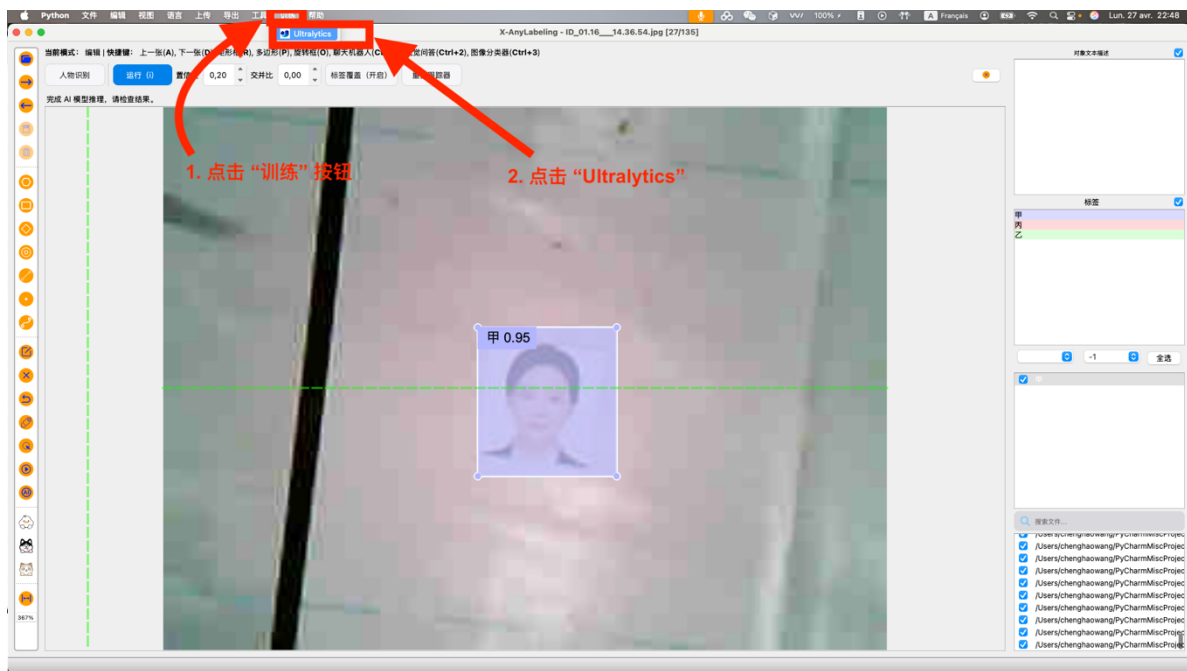 Python 文件 编辑 视图 语言 上传 导出 工具 帮助 100% A Français Lun. 27 avr. 22:48
Ultralytics
X-AnyLabeling - ID_01.16___14.36.54.jpg [27/135]
当前模式: 编辑 | 快捷键: 上一张(A), 下一张(D) (R), 多边形(P), 旋转框(O), 聊天机器人 (Ctrl+2), 图像分类器(Ctrl+3)
对象文本描述
人物识别 运行 (i) 0,20 交并比 0,00 标签覆盖 (开启)
完成 AI 模型推理, 请检查结果。
1. 点击 “训练” 按钮
2. 点击 “Ultralytics”
标签
甲
丙
乙
甲 0.95
-1 全选
甲
搜索文件...
/Users/chenghaowang/PyCharmMiscProjec
/Users/chenghaowang/PyCharmMiscProjec
/Users/chenghaowang/PyCharmMiscProjec
/Users/chenghaowang/PyCharmMiscProjec
/Users/chenghaowang/PyCharmMiscProjec
/Users/chenghaowang/PyCharmMiscProjec
/Users/chenghaowang/PyCharmMiscProjec
/Users/chenghaowang/PyCharmMiscProjec
/Users/chenghaowang/PyCharmMiscProjec
/Users/chenghaowang/PyCharmMiscProjec
367%